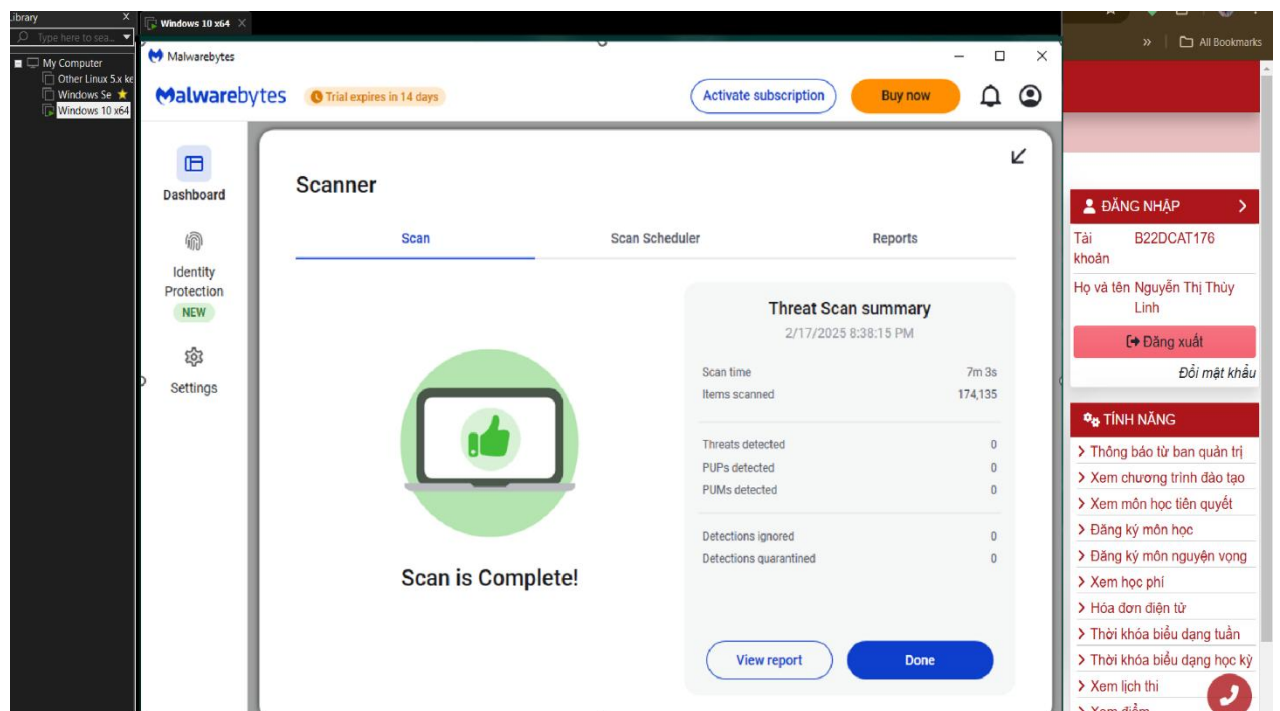 Library X
Type here to sea...
My Computer
Other Linux 5.x ke
Windows Se
Windows 10 x64
Windows 10 x64
Malwarebytes
Malwarebytes
Trial expires in 14 days
Activate subscription
Buy now
Dashboard
Identity
Protection
NEW
Settings
Scanner
Scan
Scan Scheduler
Reports
Scan is Complete!
Threat Scan summary
2/17/2025 8:38:15 PM
Scan time 7m 3s
Items scanned 174,135
Threats detected 0
PUPs detected 0
PUMs detected 0
Detections ignored 0
Detections quarantined 0
View report
Done
» All Bookmarks
ĐĂNG NHẬP
Tài khoản B22DCAT176
Họ và tên Nguyễn Thị Thùy
Linh
Đăng xuất
Đổi mật khẩu
TÍNH NĂNG
Thông báo từ ban quản trị
Xem chương trình đào tạo
Xem môn học tiên quyết
Đăng ký môn học
Đăng ký môn nguyện vọng
Xem học phí
Hóa đơn điện tử
Thời khóa biểu dạng tuần
Thời khóa biểu dạng học kỳ
Xem lịch thi
Xem điểm